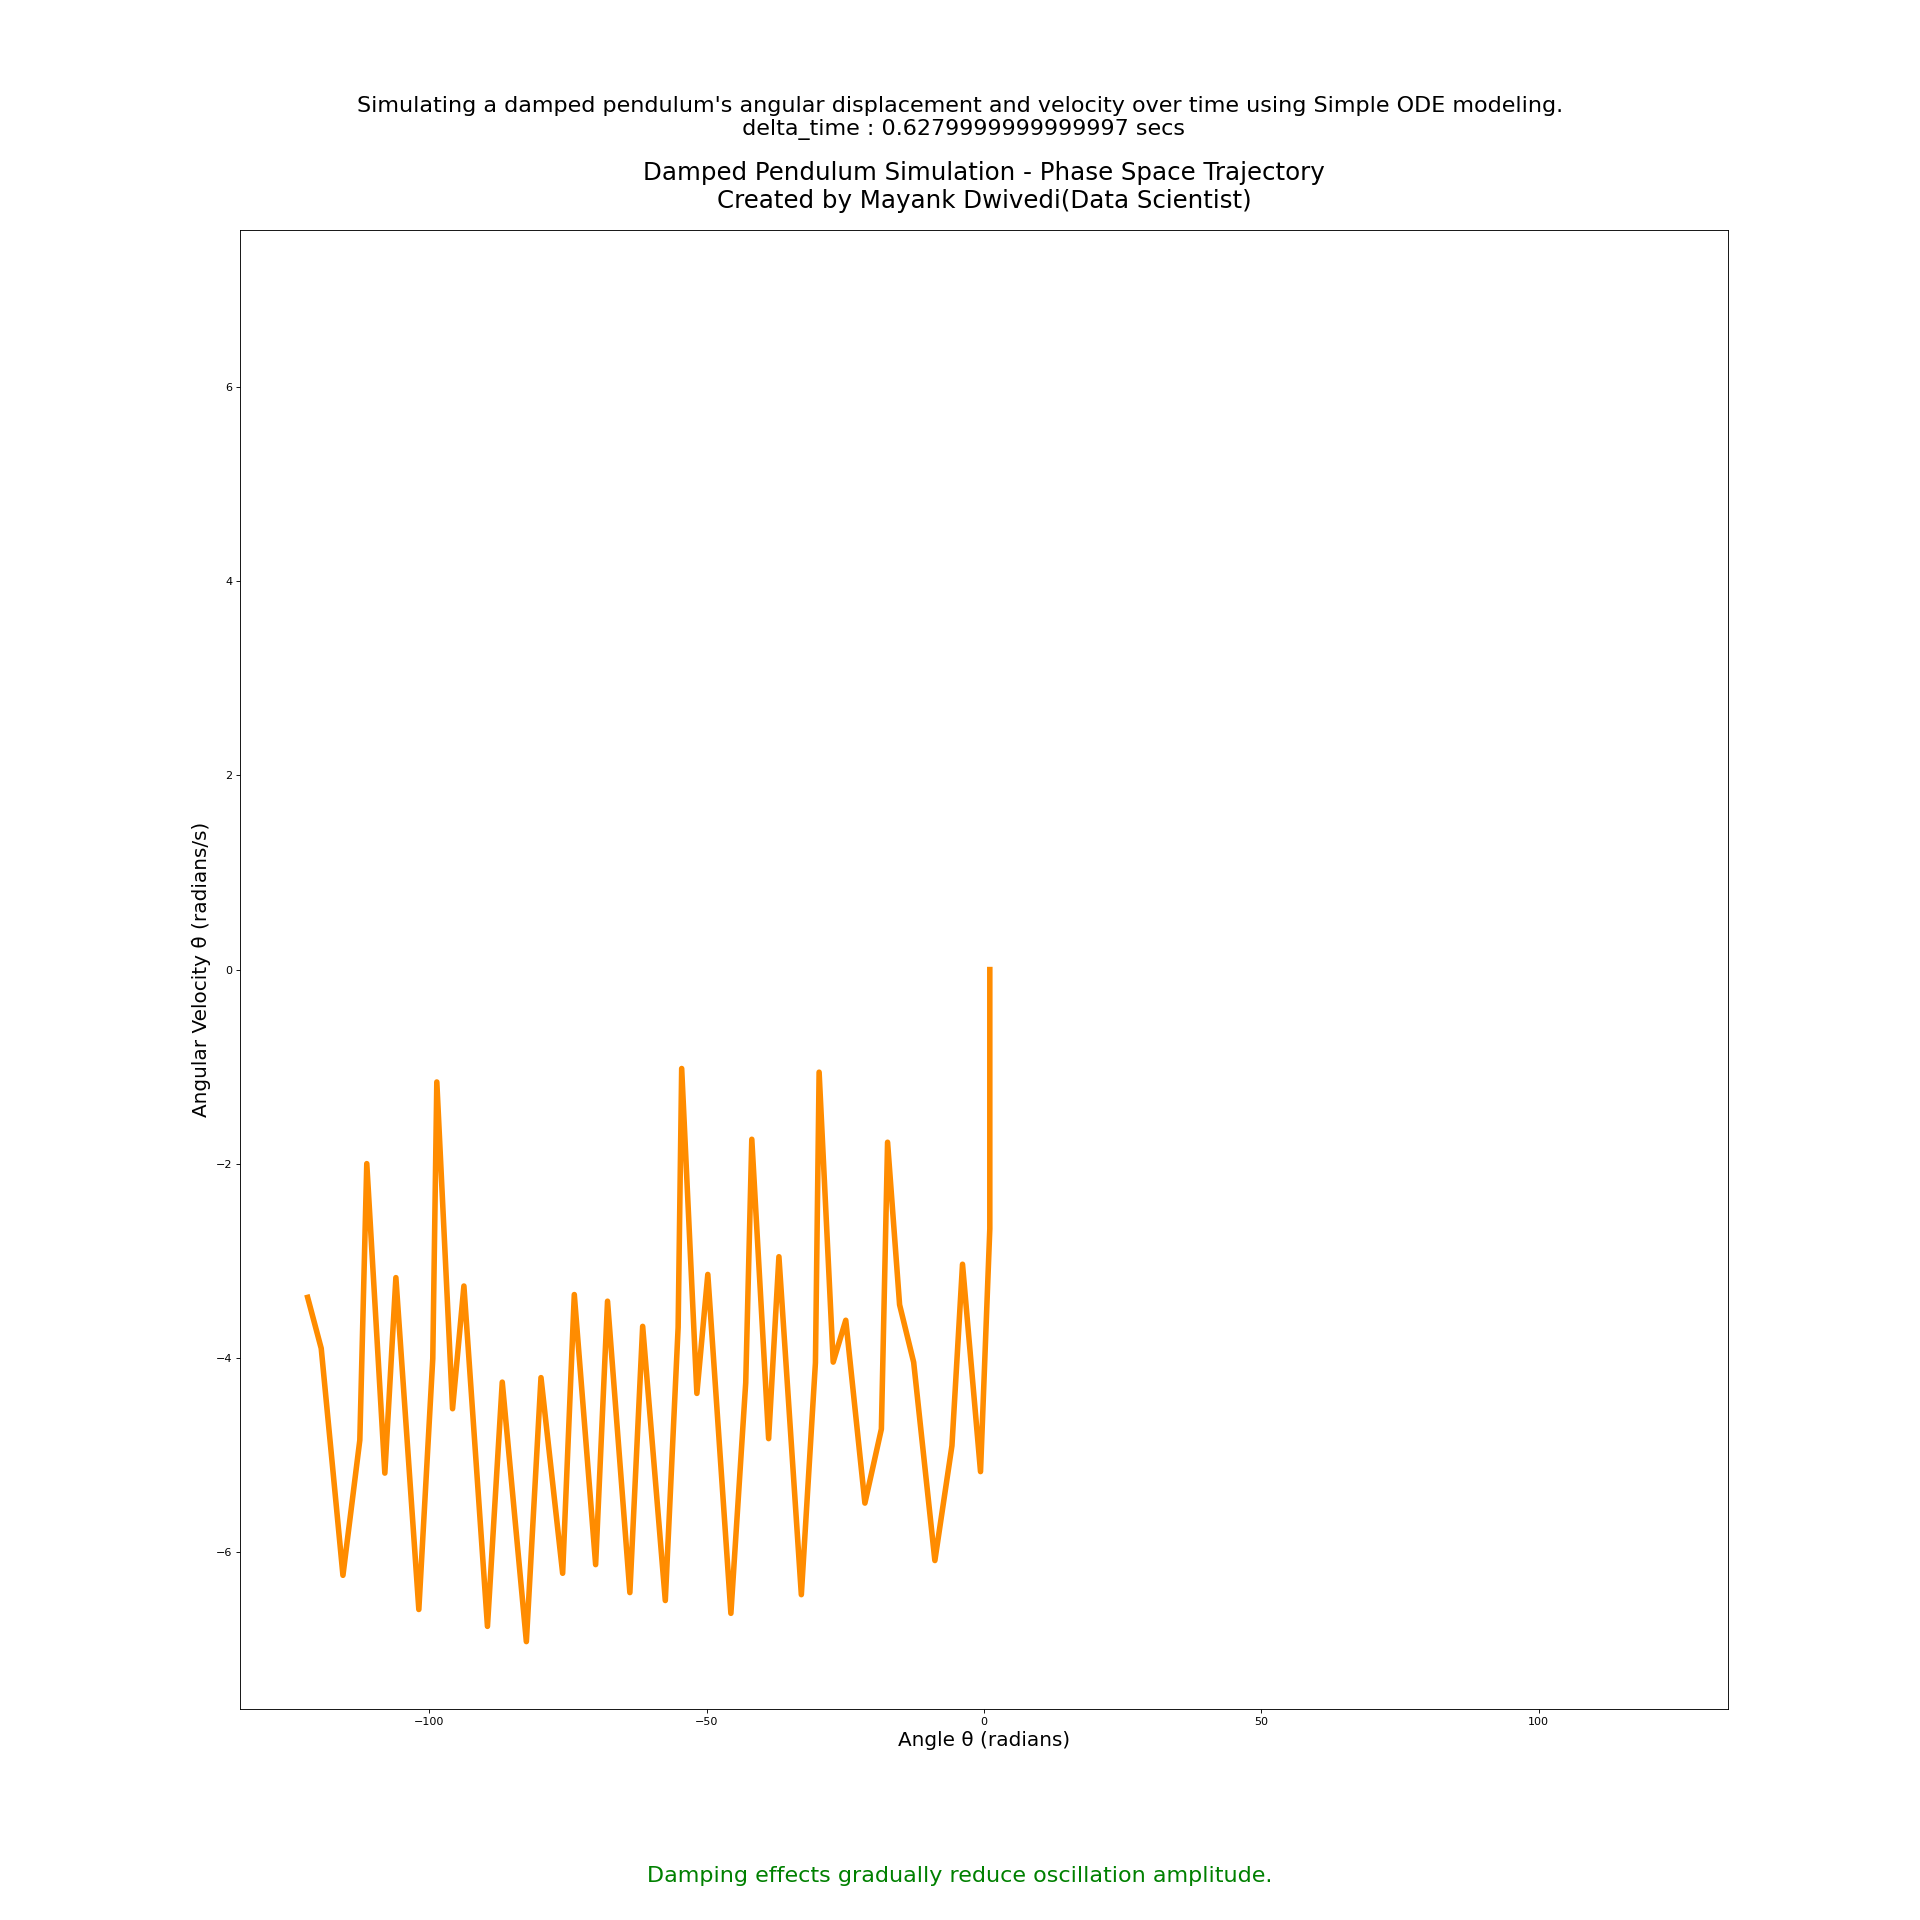 Simulating a damped pendulum's angular displacement and velocity over time using Simple ODE modeling.
delta_time : 0.6279999999999997 secs
Damped Pendulum Simulation - Phase Space Trajectory
Created by Mayank Dwivedi(Data Scientist)
6
4
2
0
−2
−4
−6
Angular Velocity θ (radians/s)
−100
−50
0
50
100
Angle θ (radians)
Damping effects gradually reduce oscillation amplitude.